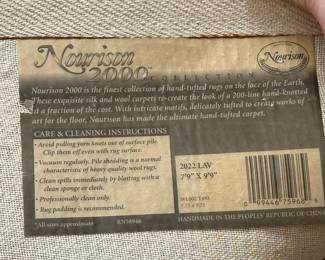 Nourison
2000
COLLECTION
Nourison
Nourison 2000 is the finest collection of hand-tufted rugs on the face of the Earth.
These exquisite silk and wool carpets re-create the look of a 200-line hand-knotted
at a fraction of the cost. With intricate motifs, delicately tufted to create works of
art for the floor, Nourison has made the ultimate hand-tufted carpet.
CARE & CLEANING INSTRUCTIONS
• Avoid pulling yarn knots out of surface pile.
Clip them off even with rug surface.
• Vacuum regularly. Pile shedding is a normal
characteristic of heavy quality wool rugs.
• Clean spills immediately by blotting with a
clean sponge or cloth.
• Professionally clean only.
• Rug padding is recommended.
*All sizes approximate
RN58946
2022 LAV
7'9" X 9'9"
0 99446 75968
HANDMADE IN THE PEOPLES' REPUBLIC OF CHINA